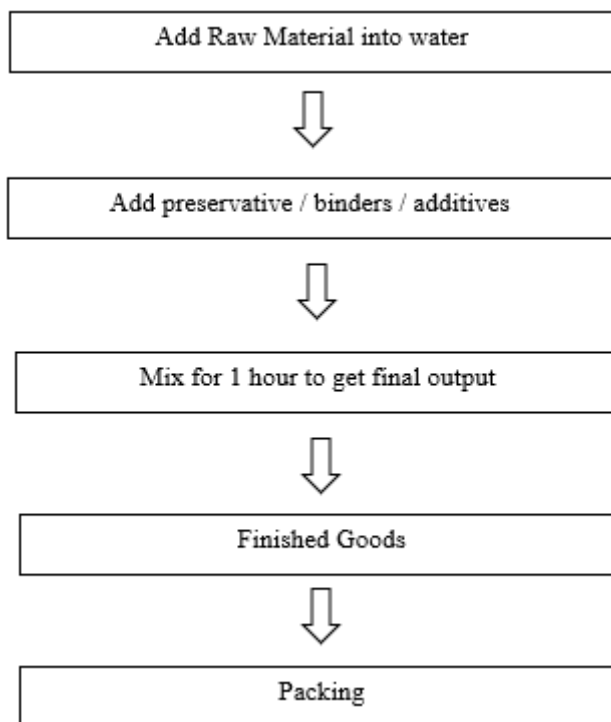 Add Raw Material into water
Add preservative / binders / additives
Mix for 1 hour to get final output
Finished Goods
Packing